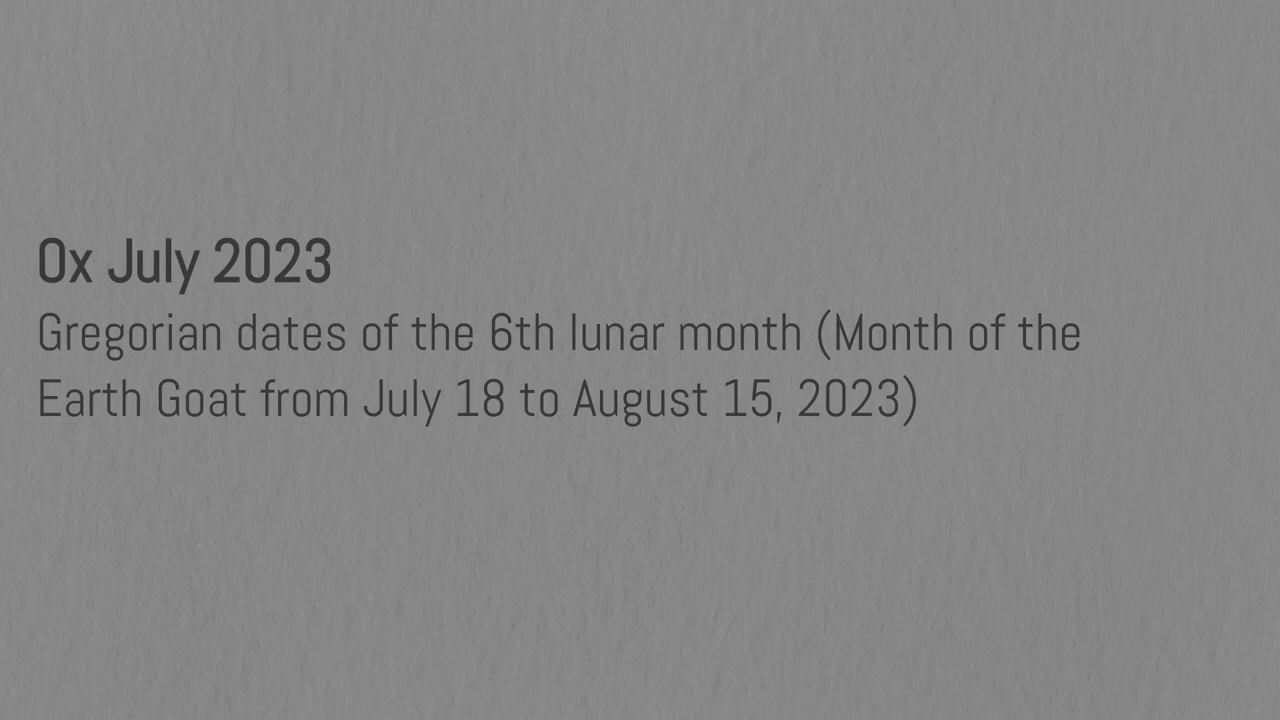 Ox July 2023
Gregorian dates of the 6th lunar month (Month of the
Earth Goat from July 18 to August 15, 2023)